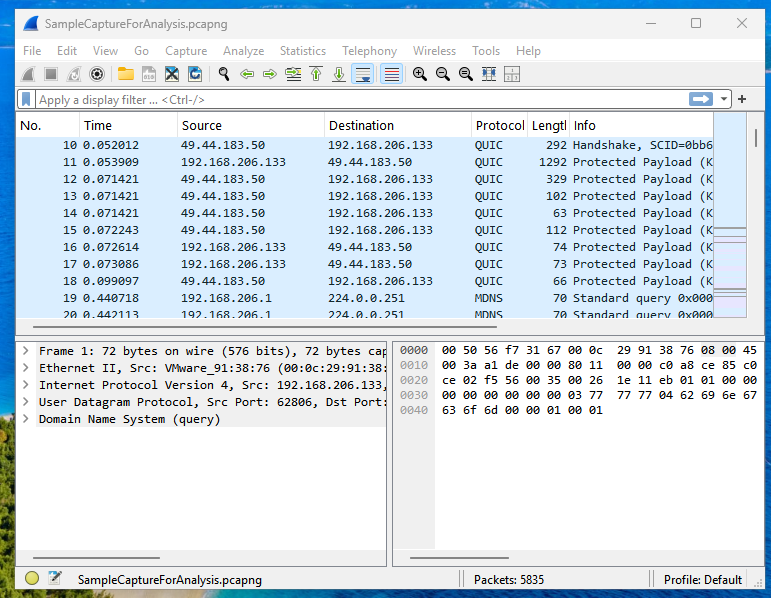 SampleCaptureForAnalysis.pcapng
File Edit View Go Capture Analyze Statistics Telephony Wireless Tools Help
Apply a display filter ... <Ctrl-/>
No. Time Source Destination Protocol Lengtl Info
10 0.052012 49.44.183.50 192.168.206.133 QUIC 292 Handshake, SCID=0bb6
11 0.053909 192.168.206.133 49.44.183.50 QUIC 1292 Protected Payload (K
12 0.071421 49.44.183.50 192.168.206.133 QUIC 329 Protected Payload (K
13 0.071421 49.44.183.50 192.168.206.133 QUIC 102 Protected Payload (K
14 0.071421 49.44.183.50 192.168.206.133 QUIC 63 Protected Payload (K
15 0.072243 49.44.183.50 192.168.206.133 QUIC 112 Protected Payload (K
16 0.072614 192.168.206.133 49.44.183.50 QUIC 74 Protected Payload (K
17 0.073086 192.168.206.133 49.44.183.50 QUIC 73 Protected Payload (K
18 0.099097 49.44.183.50 192.168.206.133 QUIC 66 Protected Payload (K
19 0.440718 192.168.206.1 224.0.0.251 MDNS 70 Standard query 0x000
20 0.442113 192.168.206.1 224.0.0.251 MDNS 70 Standard query 0x000
Frame 1: 72 bytes on wire (576 bits), 72 bytes cap
Ethernet II, Src: VMware_91:38:76 (00:0c:29:91:38:
Internet Protocol Version 4, Src: 192.168.206.133,
User Datagram Protocol, Src Port: 62806, Dst Port:
Domain Name System (query)
0000 00 50 56 f7 31 67 00 0c 29 91 38 76 08 00 45
0010 00 3a a1 de 00 00 80 11 00 00 c0 a8 ce 85 c0
0020 ce 02 f5 56 00 35 00 26 1e 11 eb 01 01 00 00
0030 00 00 00 00 00 00 03 77 77 77 04 62 69 6e 67
0040 63 6f 6d 00 00 01 00 01
SampleCaptureForAnalysis.pcapng
Packets: 5835
Profile: Default